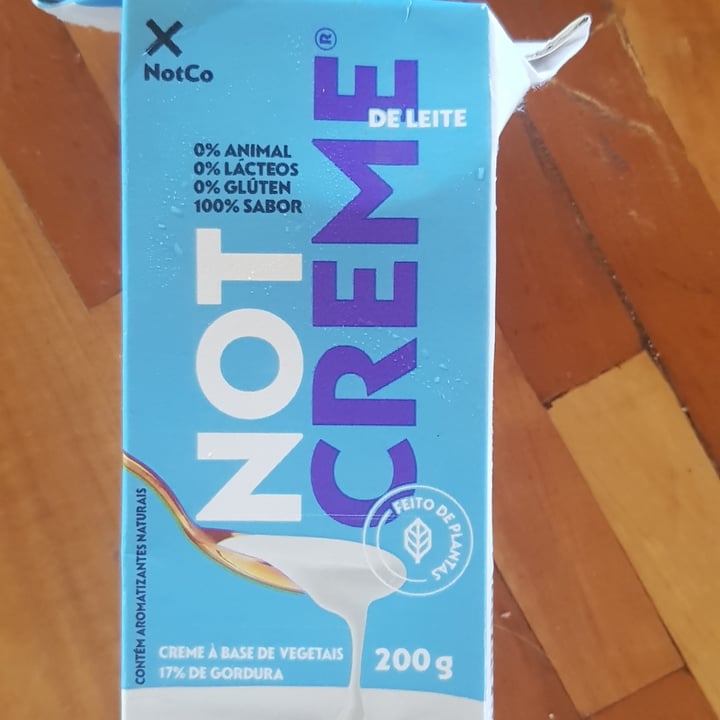 NotCo
0% ANIMAL
0% LÁCTEOS
0% GLÚTEN
100% SABOR
NOT
CREME®
DE LEITE
FEITO DE PLANTAS
CONTÉM AROMATIZANTES NATURAIS
CREME À BASE DE VEGETAIS
17% DE GORDURA
200g